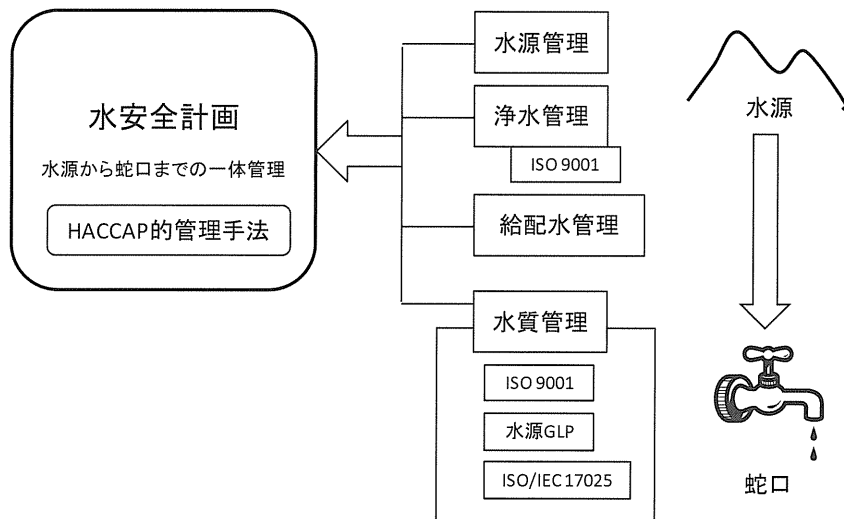 水安全計画
水源から蛇口までの一体管理
HACCAP的管理手法
水源管理
浄水管理
ISO 9001
給配水管理
水質管理
ISO 9001
水源GLP
ISO/IEC 17025
水源
蛇口